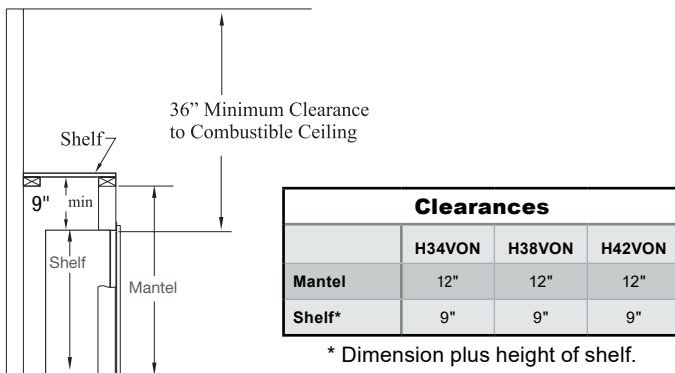 36” Minimum Clearance
to Combustible Ceiling
Shelf
9" min
Shelf
Mantel
Clearances
H34VON H38VON H42VON
Mantel 12" 12" 12"
Shelf* 9" 9" 9"
* Dimension plus height of shelf.